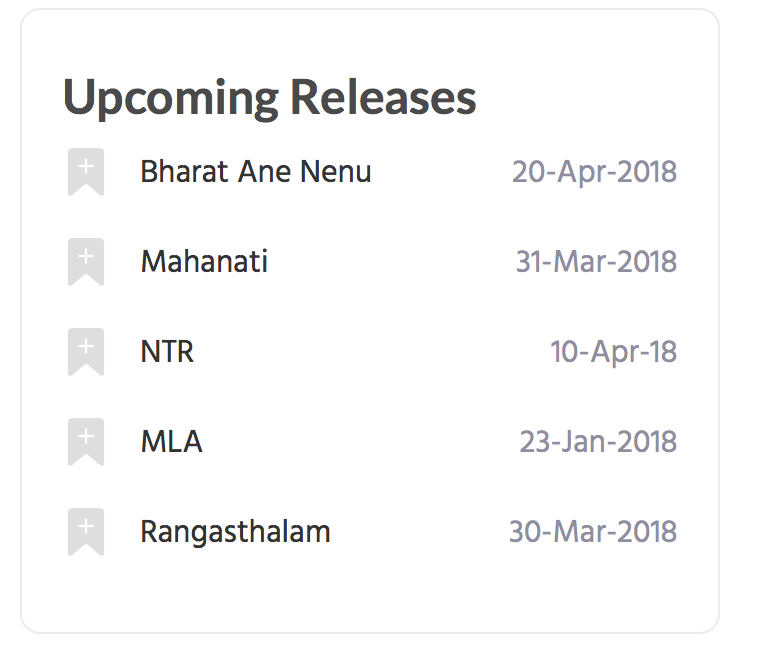 Upcoming Releases
Bharat Ane Nenu 20-Apr-2018
Mahanati 31-Mar-2018
NTR 10-Apr-18
MLA 23-Jan-2018
Rangasthalam 30-Mar-2018